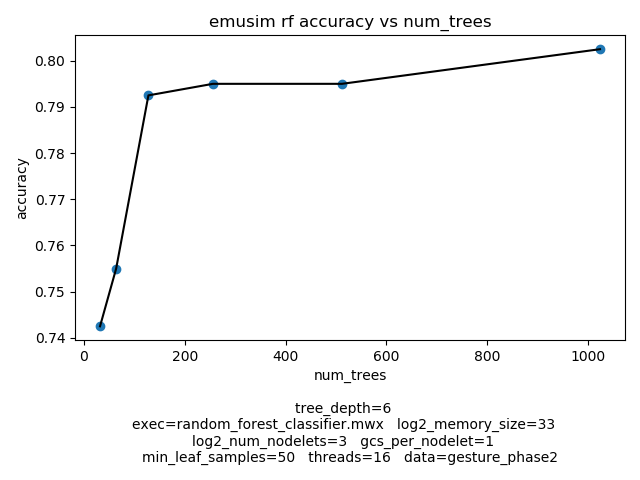 emusim rf accuracy vs num_trees
0.80
0.79
0.78
0.77
0.76
0.75
0.74
accuracy
0 200 400 600 800 1000
num_trees
tree_depth=6
exec=random_forest_classifier.mwx log2_memory_size=33
log2_num_nodelets=3 gcs_per_nodelet=1
min_leaf_samples=50 threads=16 data=gesture_phase2